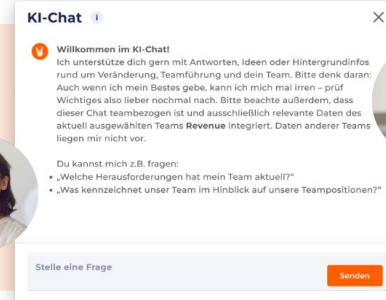 KI-Chat i
Willkommen im KI-Chat!
Ich unterstütze dich gern mit Antworten, Ideen oder Hintergrundinfos
rund um Veränderung, Teamführung und dein Team. Bitte denk daran:
Auch wenn ich mein Bestes gebe, kann ich mich mal irren – prüf
Wichtiges also lieber nochmal nach. Bitte beachte außerdem, dass
dieser Chat teambezogen ist und ausschließlich relevante Daten des
aktuell ausgewählten Teams Revenue integriert. Daten anderer Teams
liegen mir nicht vor.
Du kannst mich z.B. fragen:
• „Welche Herausforderungen hat mein Team aktuell?“
• „Was kennzeichnet unser Team im Hinblick auf unsere Teampositionen?“
Stelle eine Frage
Senden